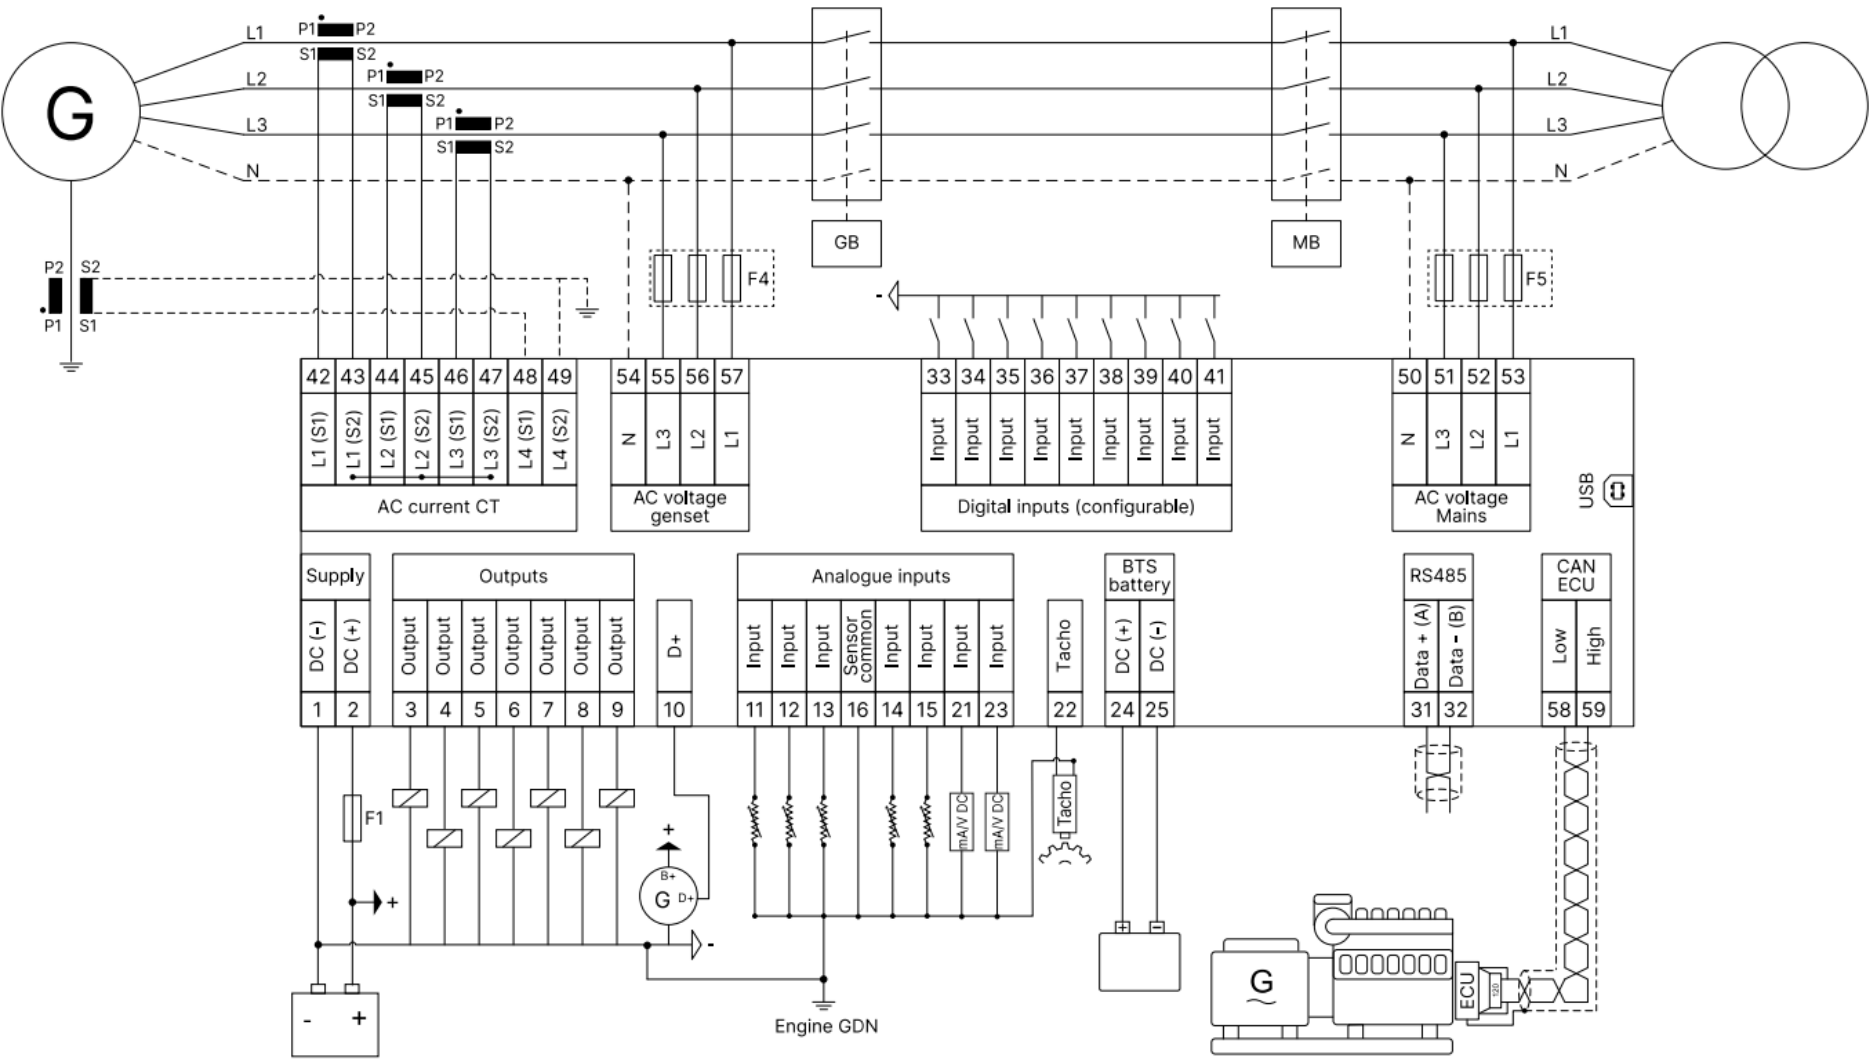 P1 P2
L1 S1 S2 L1
P1 P2
L2 S1 S2 L2
P1 P2
L3 S1 S2 L3
G
N N
GB MB
P2 S2
F4 F5
-
P1 S1
42 43 44 45 46 47 48 49 54 55 56 57 33 34 35 36 37 38 39 40 41 50 51 52 53
L1 (S1) L1 (S2) L2 (S1) L2 (S2) L3 (S1) L3 (S2) L4 (S1) L4 (S2) N L3 L2 L1 Input Input Input Input Input Input Input Input Input N L3 L2 L1
USB
AC current CT
AC voltage
genset
Digital inputs (configurable)
AC voltage
Mains
Supply
Outputs
Analogue inputs
BTS
battery
RS485
CAN
ECU
DC (-) DC (+) Output Output Output Output Output Output Output D+ Input Input Input Sensor
common Input Input Input Input Tacho DC (+) DC (-) Data + (A) Data - (B) Low High
1 2 3 4 5 6 7 8 9 10 11 12 13 16 14 15 21 23 22 24 25 31 32 58 59
F1
mA/V DC mA/V DC Tacho
+
B+
G D+
+
-
+ -
G
ECU
120
- +
Engine GDN